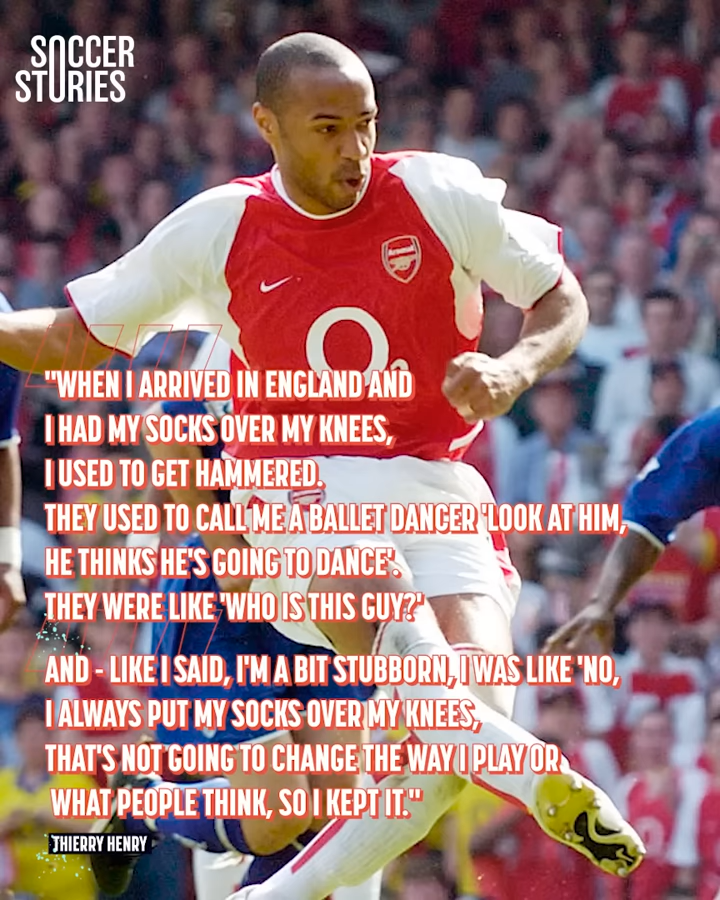 SOCCER
STORIES
Arsenal
O2
"WHEN I ARRIVED IN ENGLAND AND
I HAD MY SOCKS OVER MY KNEES,
I USED TO GET HAMMERED.
THEY USED TO CALL ME A BALLET DANCER 'LOOK AT HIM,
HE THINKS HE'S GOING TO DANCE'.
THEY WERE LIKE 'WHO IS THIS GUY?'
AND - LIKE I SAID, I'M A BIT STUBBORN, I WAS LIKE 'NO,
I ALWAYS PUT MY SOCKS OVER MY KNEES,
THAT'S NOT GOING TO CHANGE THE WAY I PLAY OR
WHAT PEOPLE THINK, SO I KEPT IT."
THIERRY HENRY